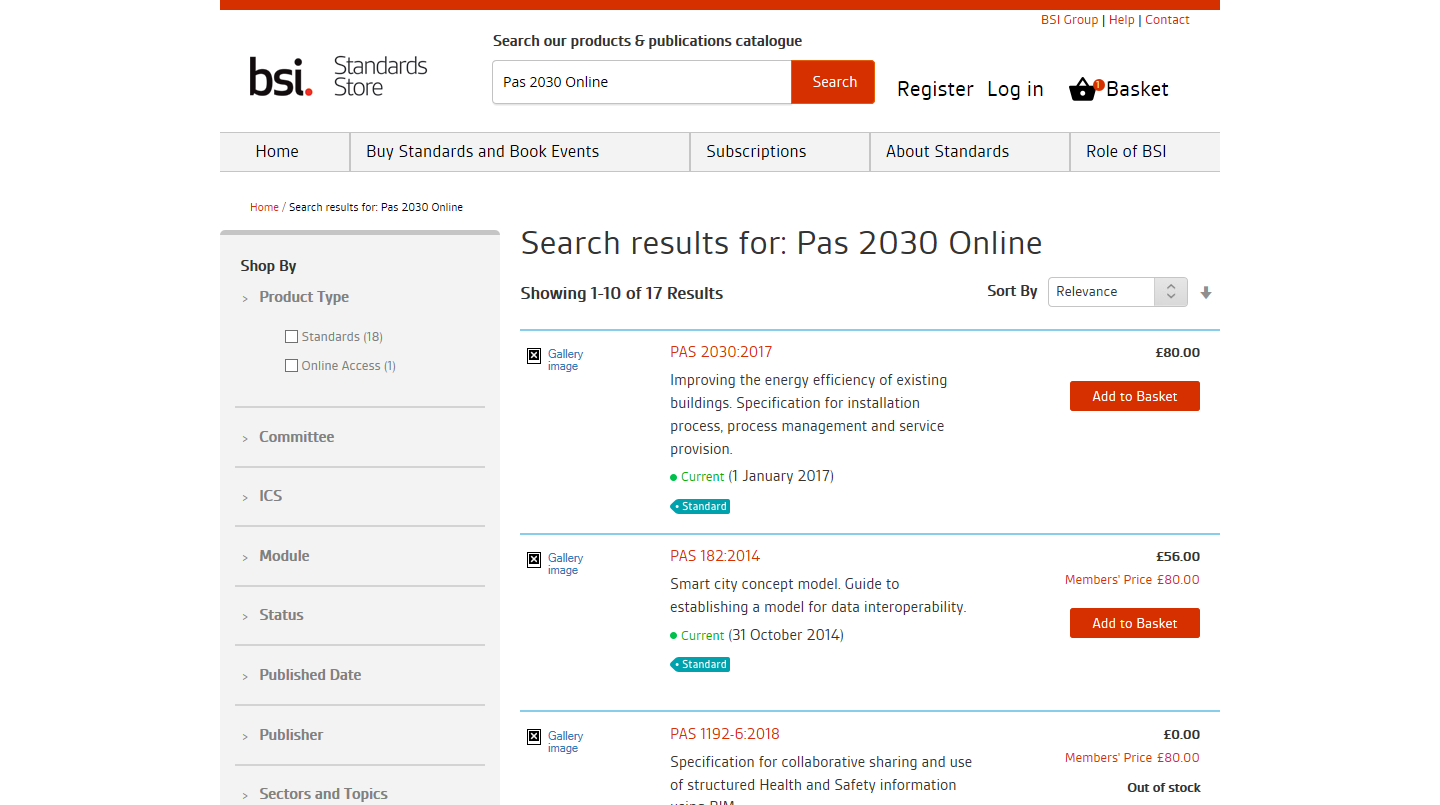 BSI Group | Help | Contact
Search our products & publications catalogue
bsi.
Standards
Store
Pas 2030 Online
Search
Register
Log in
1
Basket
Home
Buy Standards and Book Events
Subscriptions
About Standards
Role of BSI
Home / Search results for: Pas 2030 Online
Shop By
> Product Type
Standards (18)
Online Access (1)
> Committee
> ICS
> Module
> Status
> Published Date
> Publisher
> Sectors and Topics
Search results for: Pas 2030 Online
Showing 1-10 of 17 Results
Sort By
Relevance
Gallery
image
PAS 2030:2017
£80.00
Improving the energy efficiency of existing
buildings. Specification for installation
process, process management and service
provision.
Add to Basket
Current (1 January 2017)
Standard
Gallery
image
PAS 182:2014
£56.00
Members' Price £80.00
Smart city concept model. Guide to
establishing a model for data interoperability.
Add to Basket
Current (31 October 2014)
Standard
Gallery
image
PAS 1192-6:2018
£0.00
Members' Price £80.00
Specification for collaborative sharing and use
of structured Health and Safety information
using BIM
Out of stock